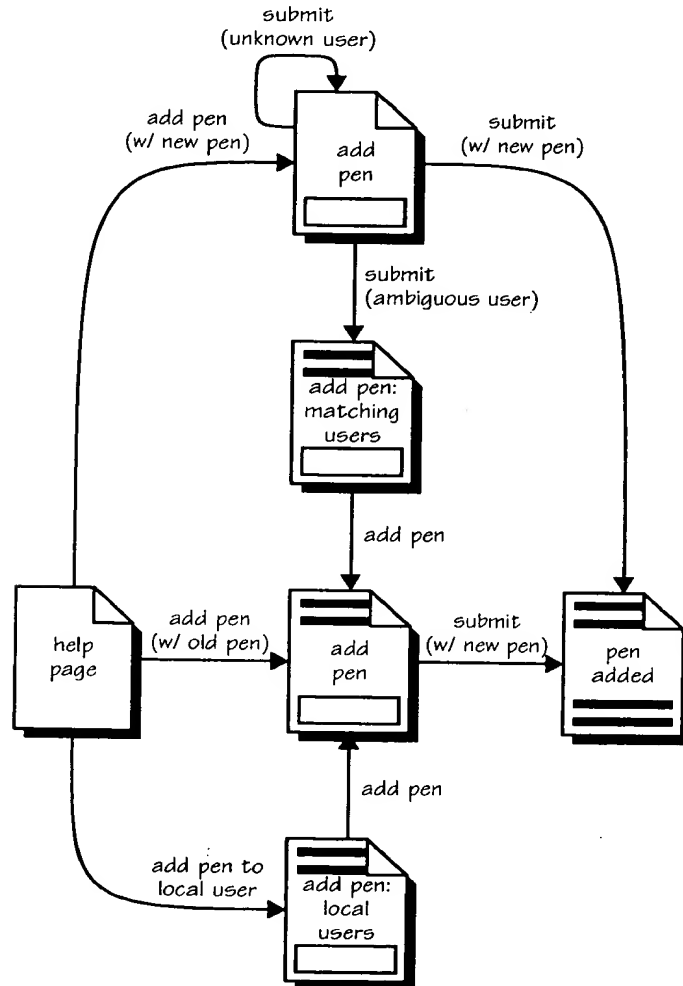 submit
(unknown user)
add pen
(w/ new pen)
add
pen
submit
(w/ new pen)
submit
(ambiguous user)
add pen:
matching
users
add pen
help
page
add pen
(w/ old pen)
add
pen
submit
(w/ new pen)
pen
added
add pen
add pen to
local user
add pen:
local
users